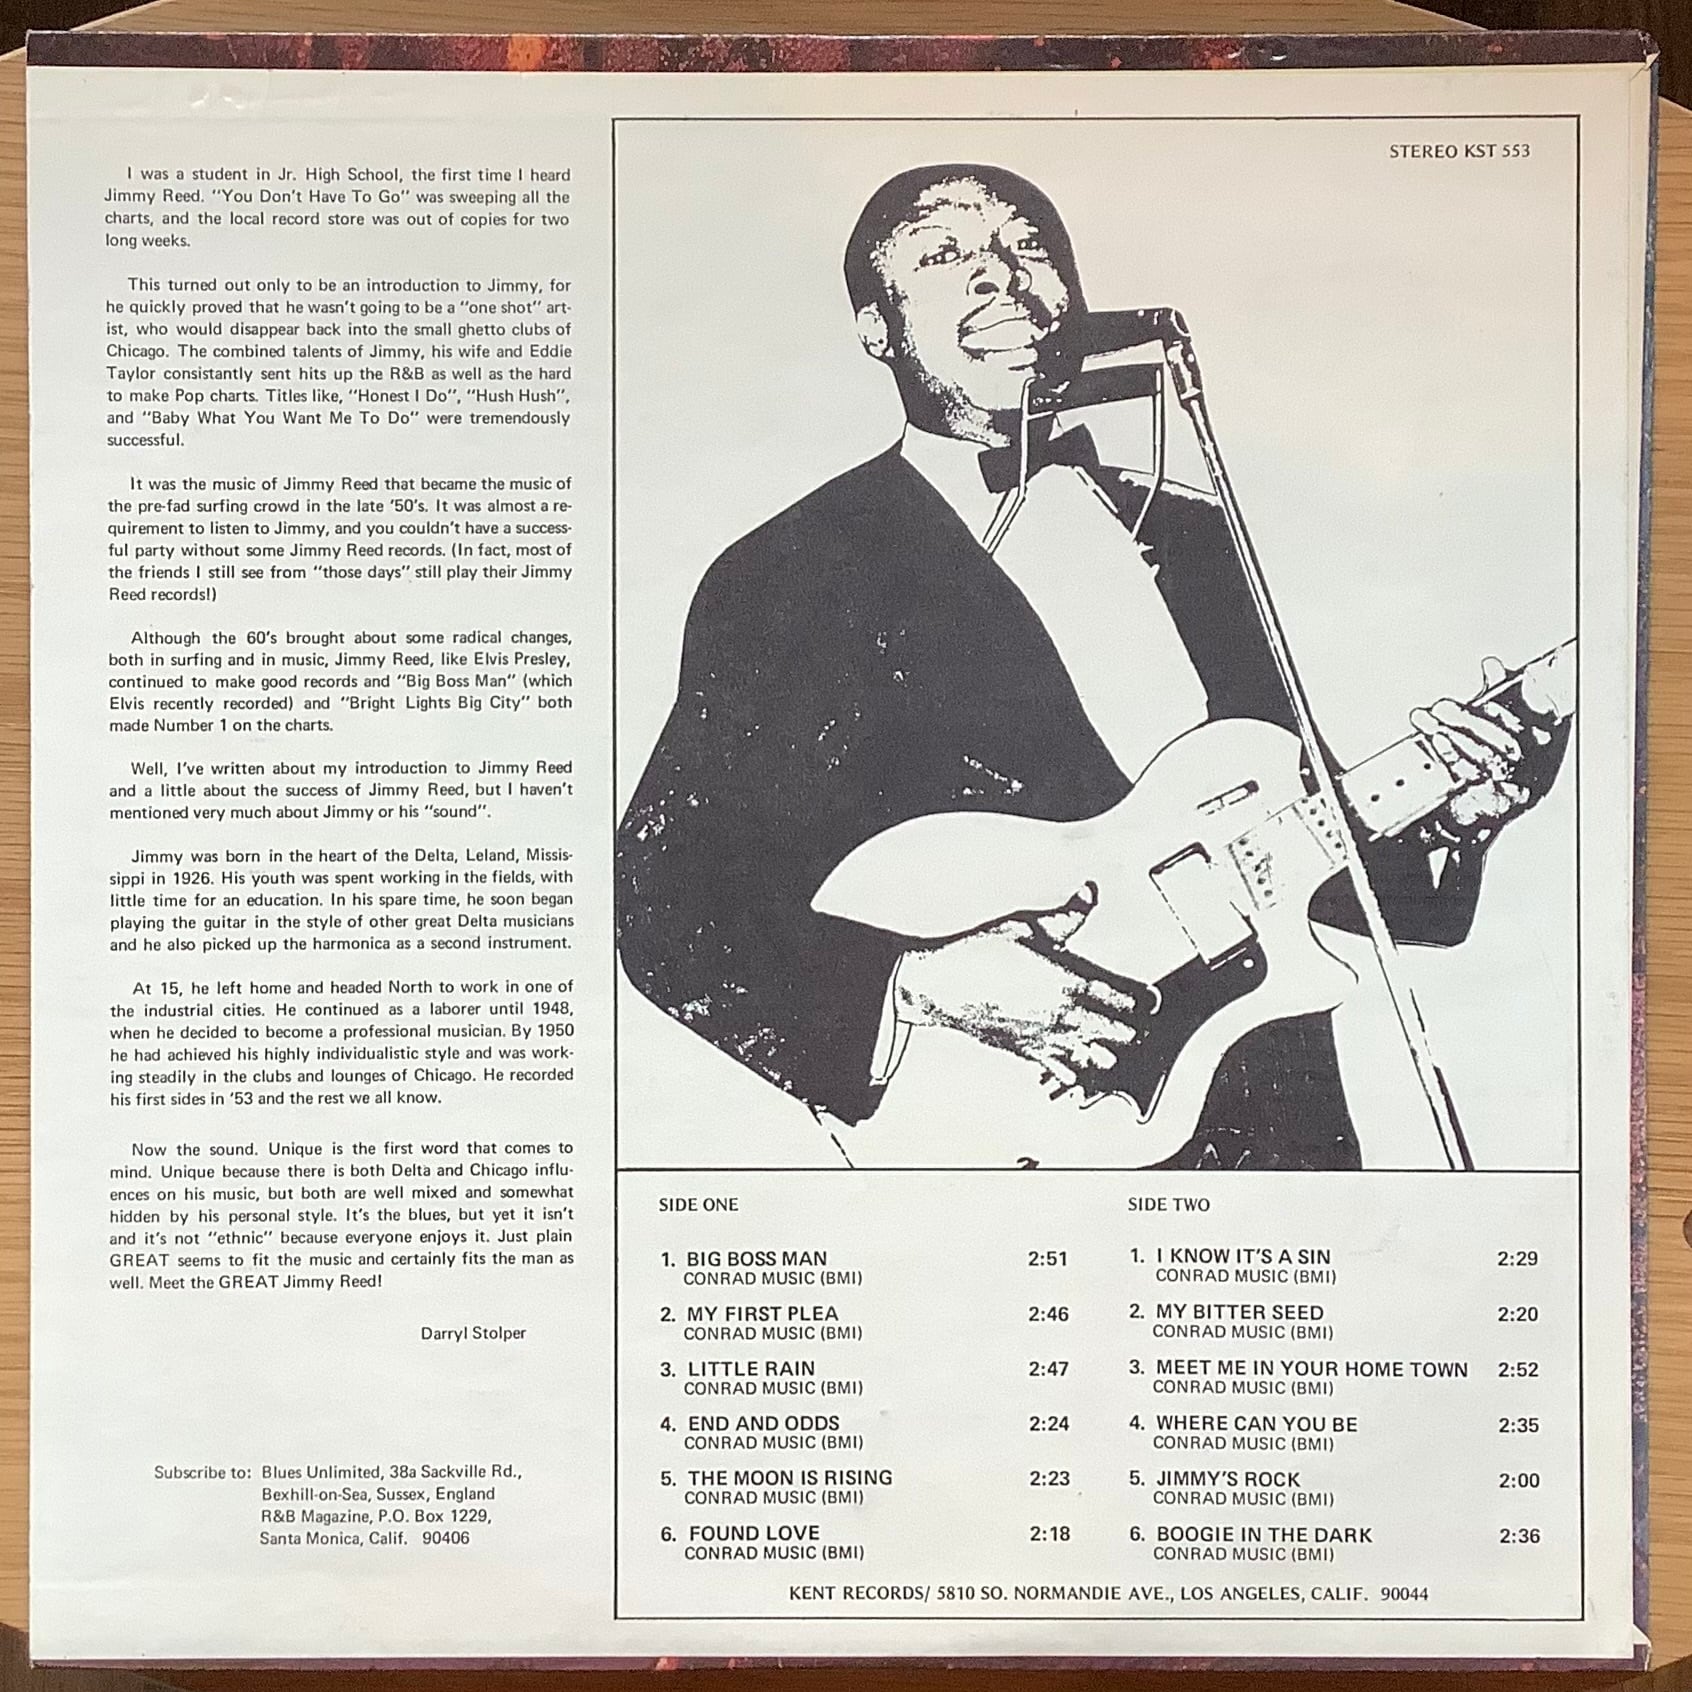 STEREO KST 553
I was a student in Jr. High School, the first time I heard
Jimmy Reed. "You Don't Have To Go" was sweeping all the
charts, and the local record store was out of copies for two
long weeks.
This turned out only to be an introduction to Jimmy, for
he quickly proved that he wasn't going to be a "one shot" art-
ist, who would disappear back into the small ghetto clubs of
Chicago. The combined talents of Jimmy, his wife and Eddie
Taylor consistantly sent hits up the R&B as well as the hard
to make Pop charts. Titles like, "Honest I Do", "Hush Hush",
and "Baby What You Want Me To Do" were tremendously
successful.
It was the music of Jimmy Reed that became the music of
the pre-fad surfing crowd in the late '50's. It was almost a re-
quirement to listen to Jimmy, and you couldn't have a success-
ful party without some Jimmy Reed records. (In fact, most of
the friends I still see from "those days" still play their Jimmy
Reed records!)
Although the 60's brought about some radical changes,
both in surfing and in music, Jimmy Reed, like Elvis Presley,
continued to make good records and "Big Boss Man" (which
Elvis recently recorded) and "Bright Lights Big City" both
made Number 1 on the charts.
Well, I've written about my introduction to Jimmy Reed
and a little about the success of Jimmy Reed, but I haven't
mentioned very much about Jimmy or his "sound".
Jimmy was born in the heart of the Delta, Leland, Missis-
sippi in 1926. His youth was spent working in the fields, with
little time for an education. In his spare time, he soon began
playing the guitar in the style of other great Delta musicians
and he also picked up the harmonica as a second instrument.
At 15, he left home and headed North to work in one of
the industrial cities. He continued as a laborer until 1948,
when he decided to become a professional musician. By 1950
he had achieved his highly individualistic style and was work-
ing steadily in the clubs and lounges of Chicago. He recorded
his first sides in '53 and the rest we all know.
Now the sound. Unique is the first word that comes to
mind. Unique because there is both Delta and Chicago influ-
ences on his music, but both are well mixed and somewhat
hidden by his personal style. It's the blues, but yet it isn't
and it's not "ethnic" because everyone enjoys it. Just plain
GREAT seems to fit the music and certainly fits the man as
well. Meet the GREAT Jimmy Reed!
Darryl Stolper
Subscribe to: Blues Unlimited, 38a Sackville Rd.,
Bexhill-on-Sea, Sussex, England
R&B Magazine, P.O. Box 1229,
Santa Monica, Calif. 90406
SIDE ONE
1. BIG BOSS MAN 2:51
CONRAD MUSIC (BMI)
2. MY FIRST PLEA 2:46
CONRAD MUSIC (BMI)
3. LITTLE RAIN 2:47
CONRAD MUSIC (BMI)
4. END AND ODDS 2:24
CONRAD MUSIC (BMI)
5. THE MOON IS RISING 2:23
CONRAD MUSIC (BMI)
6. FOUND LOVE 2:18
CONRAD MUSIC (BMI)
SIDE TWO
1. I KNOW IT'S A SIN 2:29
CONRAD MUSIC (BMI)
2. MY BITTER SEED 2:20
CONRAD MUSIC (BMI)
3. MEET ME IN YOUR HOME TOWN 2:52
CONRAD MUSIC (BMI)
4. WHERE CAN YOU BE 2:35
CONRAD MUSIC (BMI)
5. JIMMY'S ROCK 2:00
CONRAD MUSIC (BMI)
6. BOOGIE IN THE DARK 2:36
CONRAD MUSIC (BMI)
KENT RECORDS/ 5810 SO. NORMANDIE AVE., LOS ANGELES, CALIF. 90044